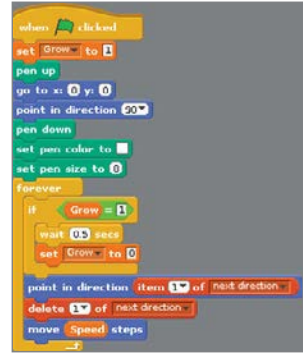 when clicked
set Grow to 1
pen up
go to x: 0 y: 0
point in direction 90
pen down
set pen color to
set pen size to 0
forever
if Grow = 1
wait 0.5 secs
set Grow to 0
point in direction item 1 of next direction
delete 1 of next direction
move Speed steps